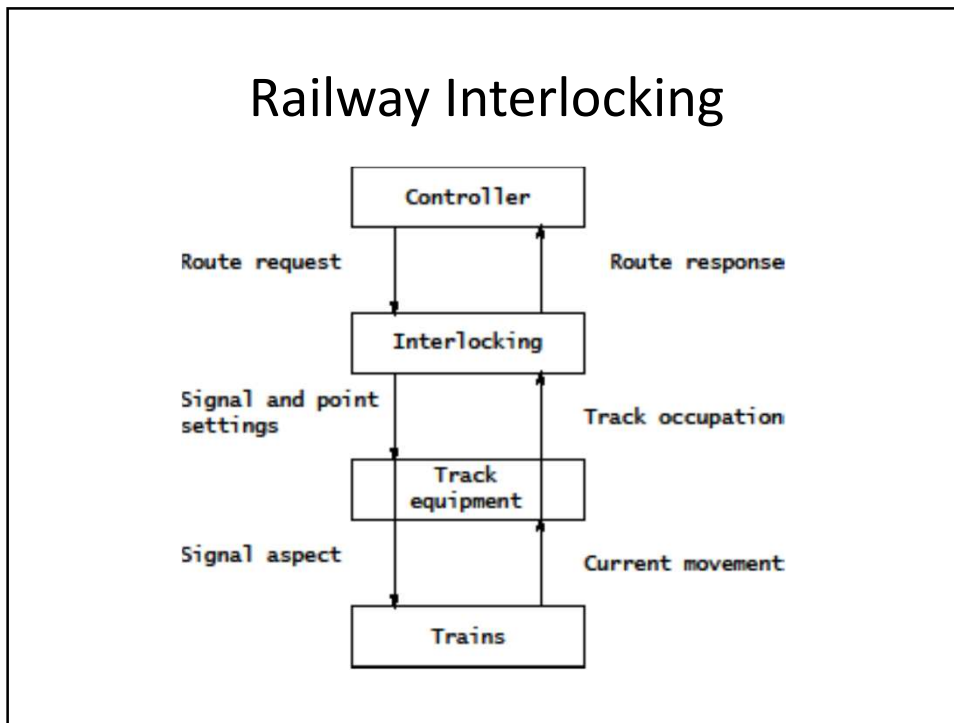 Railway Interlocking
Controller
Route request
Route response
Interlocking
Signal and point
settings
Track occupation
Track
equipment
Signal aspect
Current movement
Trains